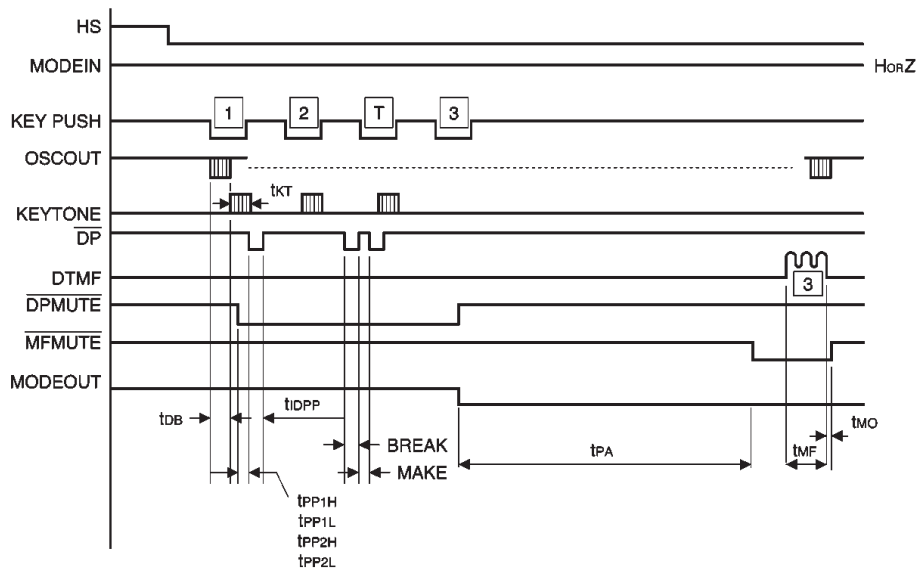 HS
MODEIN
HORZ
KEY PUSH
1
2
T
3
OSCOUT
tKT
KEYTONE
DP
DTMF
3
DPMUTE
MFMUTE
MODEOUT
tDB
tIDPP
BREAK
MAKE
tPA
tMF
tMO
tPP1H
tPP1L
tPP2H
tPP2L